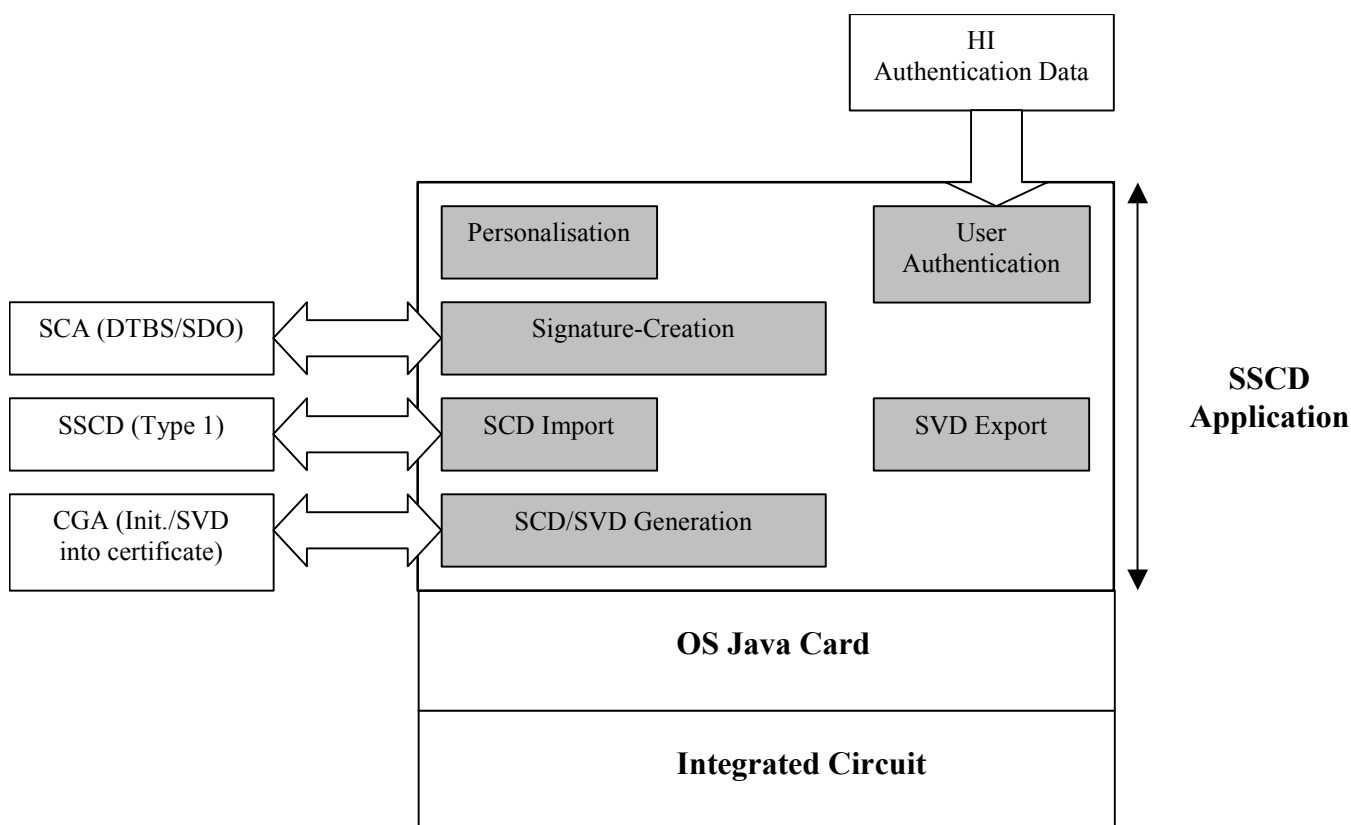 HI
Authentication Data
Personalisation
User
Authentication
SCA (DTBS/SDO)
Signature-Creation
SSCD (Type 1)
SCD Import
SVD Export
SSCD
Application
CGA (Init./SVD
into certificate)
SCD/SVD Generation
OS Java Card
Integrated Circuit